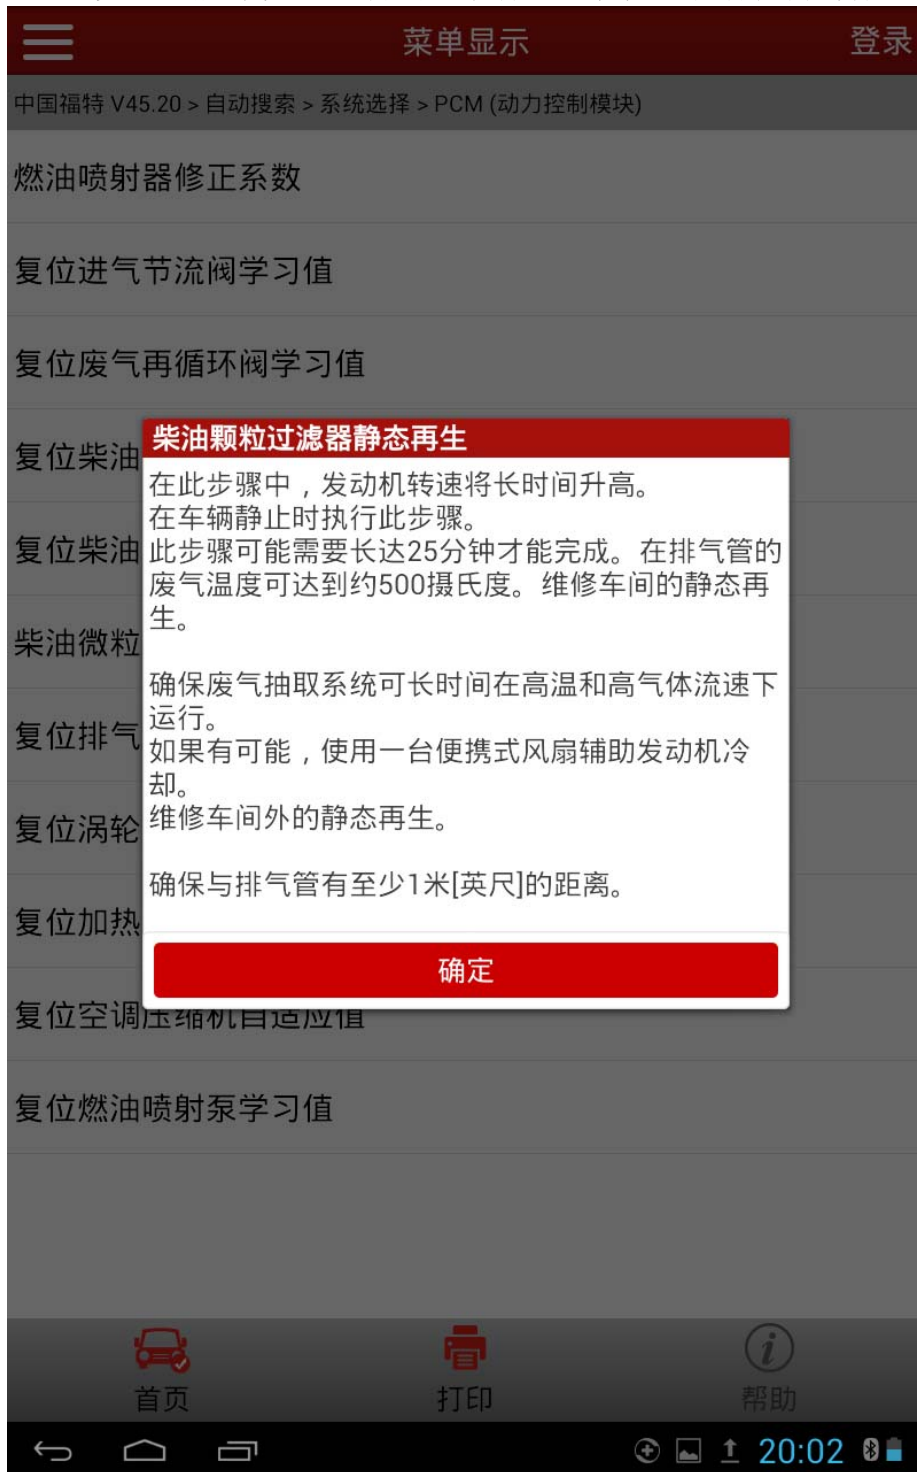 菜单显示
登录
中国福特 V45.20 > 自动搜索 > 系统选择 > PCM (动力控制模块)
燃油喷射器修正系数
复位进气节流阀学习值
复位废气再循环阀学习值
复位柴油
复位柴油
柴油微粒
复位排气
复位涡轮
复位加热
柴油颗粒过滤器静态再生
在此步骤中，发动机转速将长时间升高。
在车辆静止时执行此步骤。
此步骤可能需要长达25分钟才能完成。在排气管的
废气温度可达到约500摄氏度。维修车间的静态再
生。
确保废气抽取系统可长时间在高温和高气体流速下
运行。
如果有可能，使用一台便携式风扇辅助发动机冷
却。
维修车间外的静态再生。
确保与排气管有至少1米[英尺]的距离。
确定
复位空调压缩机自适应值
复位燃油喷射泵学习值
首页
打印
帮助
20:02